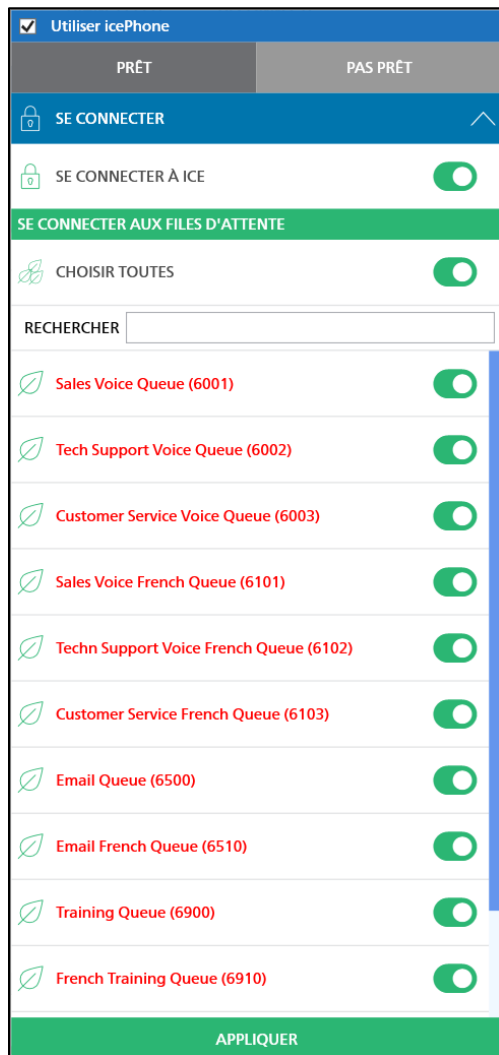 Utiliser icePhone
PRÊT
PAS PRÊT
SE CONNECTER
SE CONNECTER À ICE
SE CONNECTER AUX FILES D'ATTENTE
CHOISIR TOUTES
RECHERCHER
Sales Voice Queue (6001)
Tech Support Voice Queue (6002)
Customer Service Voice Queue (6003)
Sales Voice French Queue (6101)
Techn Support Voice French Queue (6102)
Customer Service French Queue (6103)
Email Queue (6500)
Email French Queue (6510)
Training Queue (6900)
French Training Queue (6910)
APPLIQUER